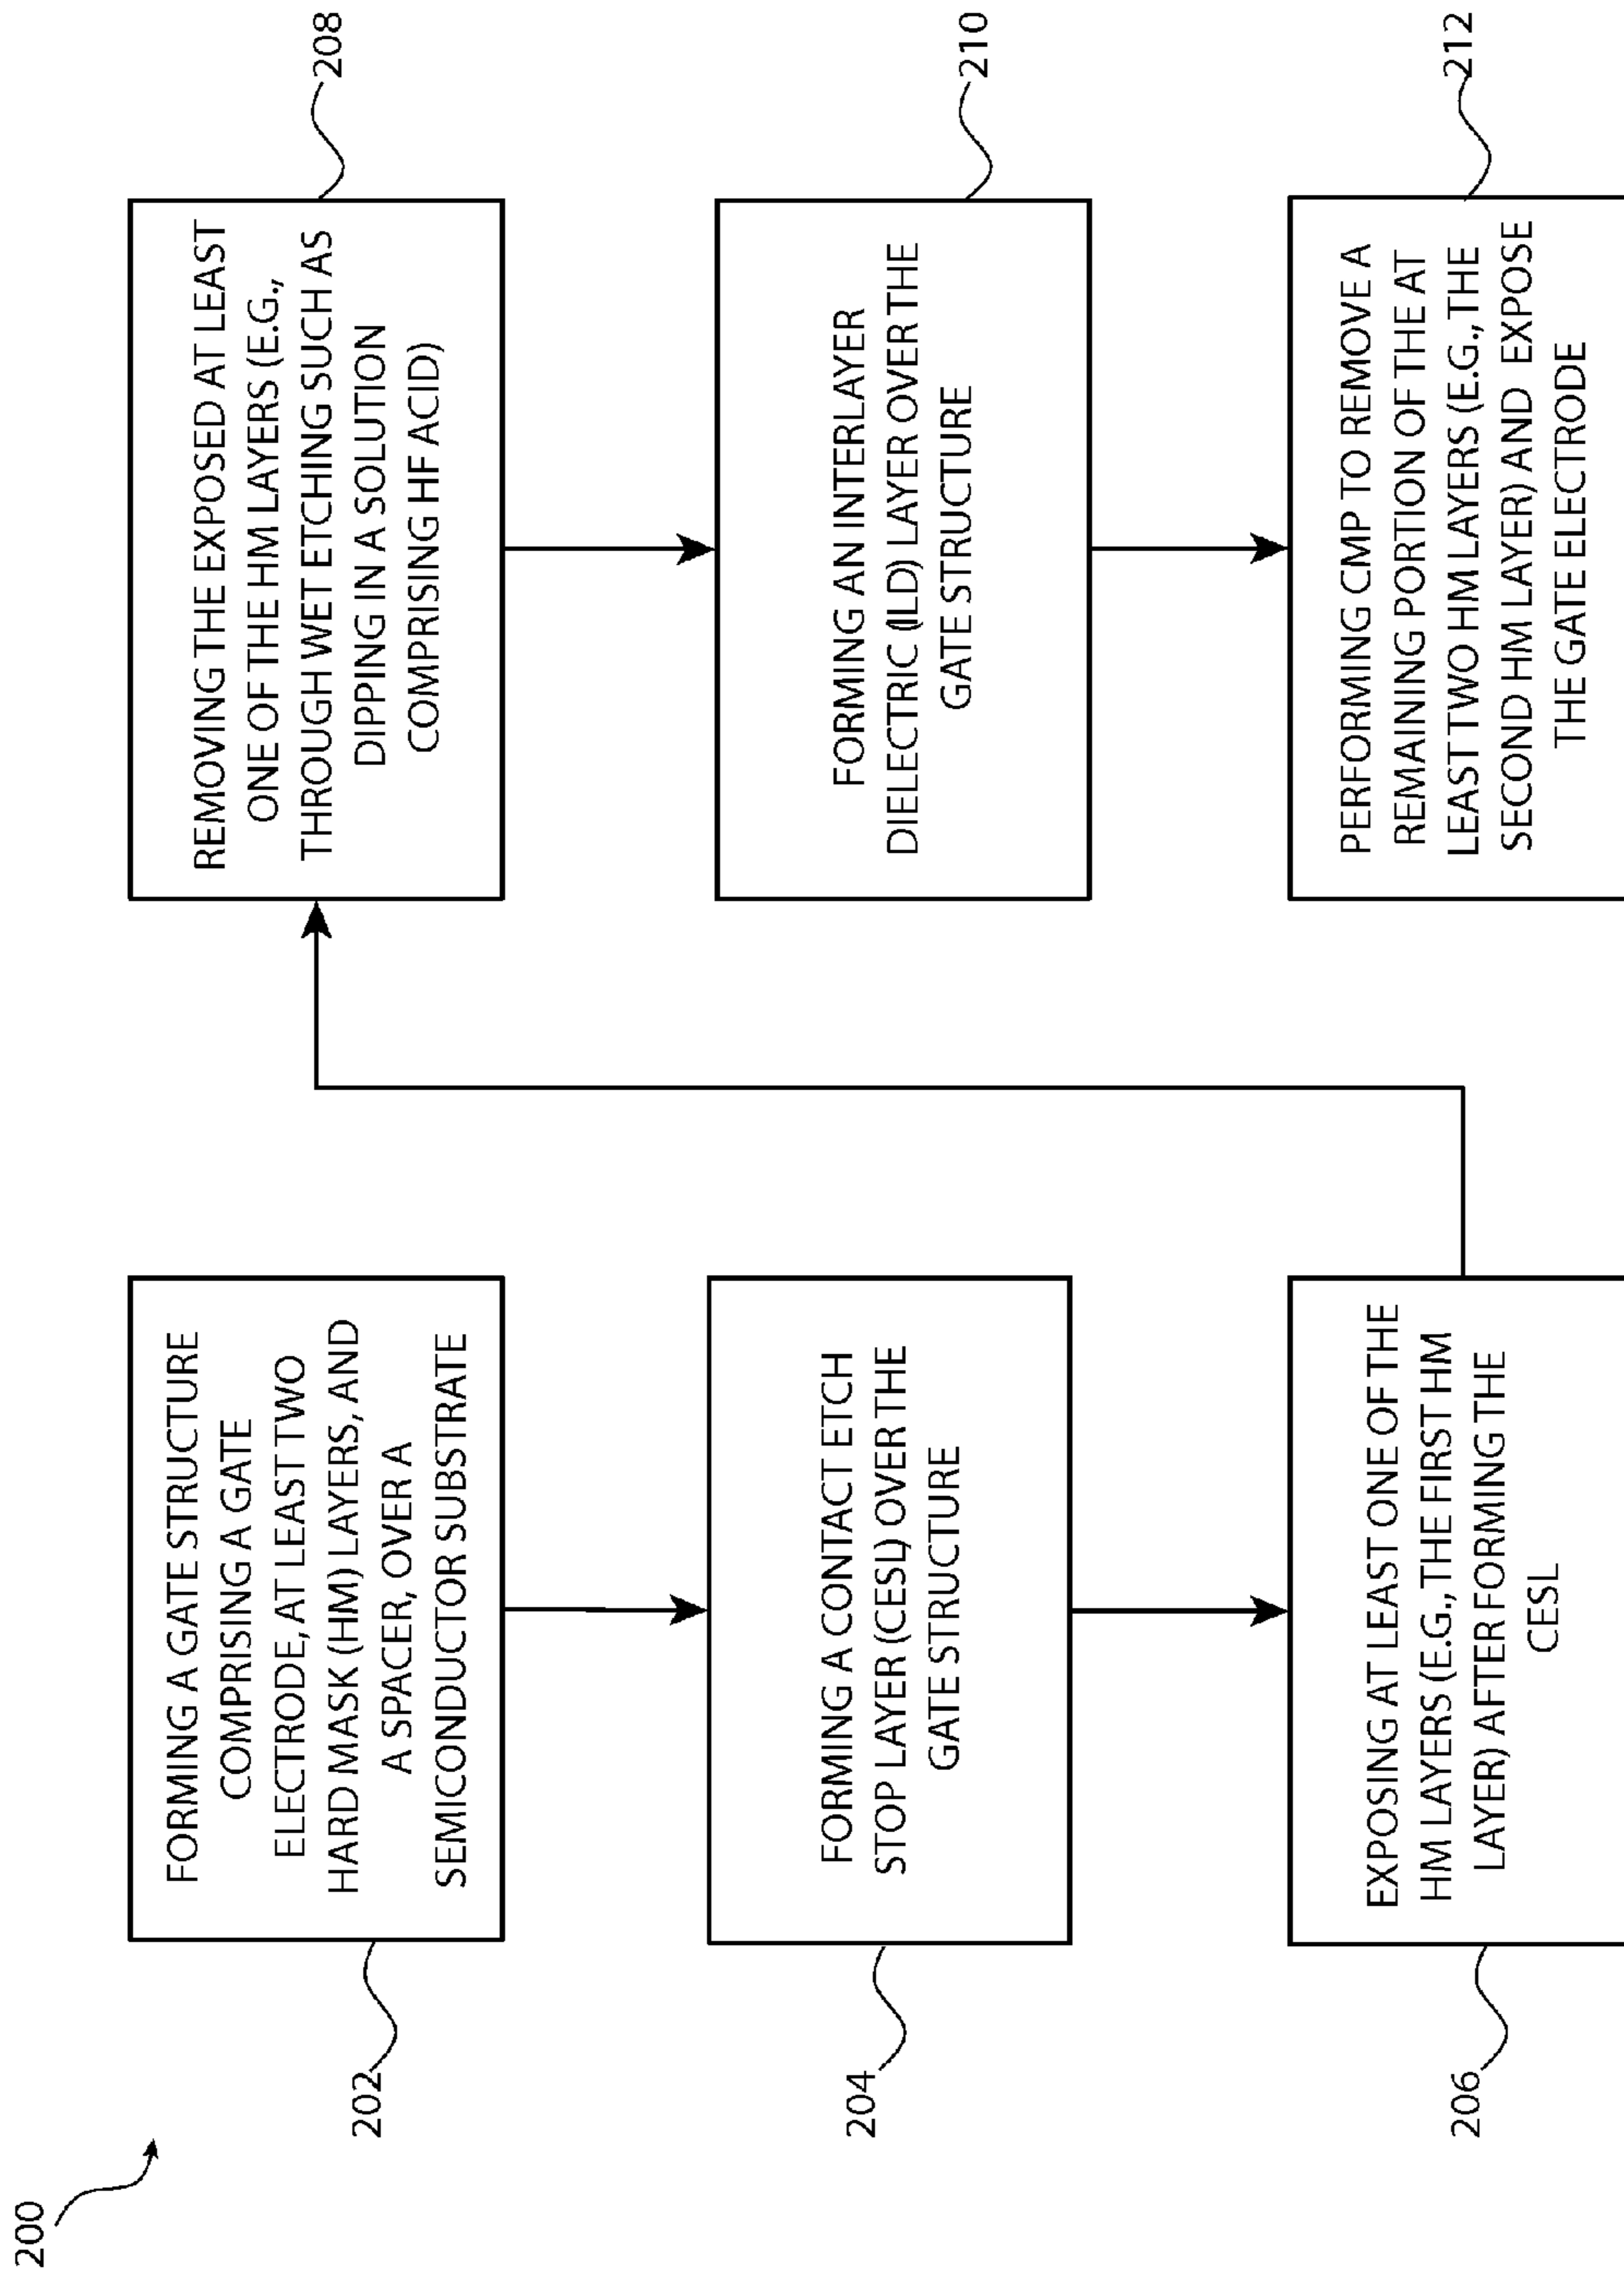 200
202
FORMING A GATE STRUCTURE
COMPRISING A GATE
ELECTRODE, AT LEAST TWO
HARD MASK (HM) LAYERS, AND
A SPACER, OVER A
SEMICONDUCTOR SUBSTRATE
204
FORMING A CONTACT ETCH
STOP LAYER (CESL) OVER THE
GATE STRUCTURE
206
EXPOSING AT LEAST ONE OF THE
HM LAYERS (E.G., THE FIRST HM
LAYER) AFTER FORMING THE
CESL
208
REMOVING THE EXPOSED AT LEAST
ONE OF THE HM LAYERS (E.G.,
THROUGH WET ETCHING SUCH AS
DIPPING IN A SOLUTION
COMPRISING HF ACID)
210
FORMING AN INTERLAYER
DIELECTRIC (ILD) LAYER OVER THE
GATE STRUCTURE
212
PERFORMING CMP TO REMOVE A
REMAINING PORTION OF THE AT
LEAST TWO HM LAYERS (E.G., THE
SECOND HM LAYER) AND EXPOSE
THE GATE ELECTRODE